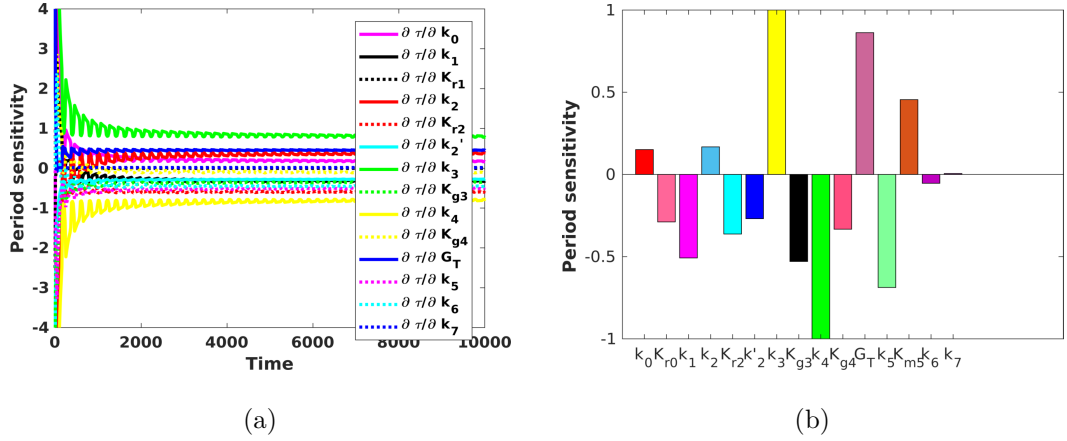 Period sensitivity
4
3
2
1
0
-1
-2
-3
-4
0
2000
4000
6000
8000
10000
Time
∂ τ/∂ k0
∂ τ/∂ k1
∂ τ/∂ Kr1
∂ τ/∂ k2
∂ τ/∂ Kr2
∂ τ/∂ k2'
∂ τ/∂ k3
∂ τ/∂ Kg3
∂ τ/∂ k4
∂ τ/∂ Kg4
∂ τ/∂ GT
∂ τ/∂ k5
∂ τ/∂ k6
∂ τ/∂ k7
(a)
Period sensitivity
1
0.5
0
-0.5
-1
k0 Kr0 k1 k2 Kr2 k'2 k3 Kg3 k4 Kg4 GT k5 Km5 k6 k7
(b)